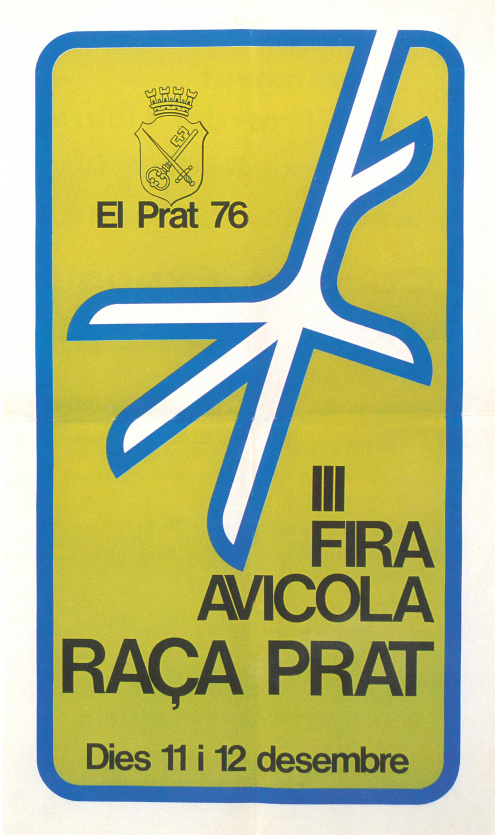 El Prat 76
III
FIRA
AVICOLA
RAÇA PRAT
Dies 11 i 12 desembre